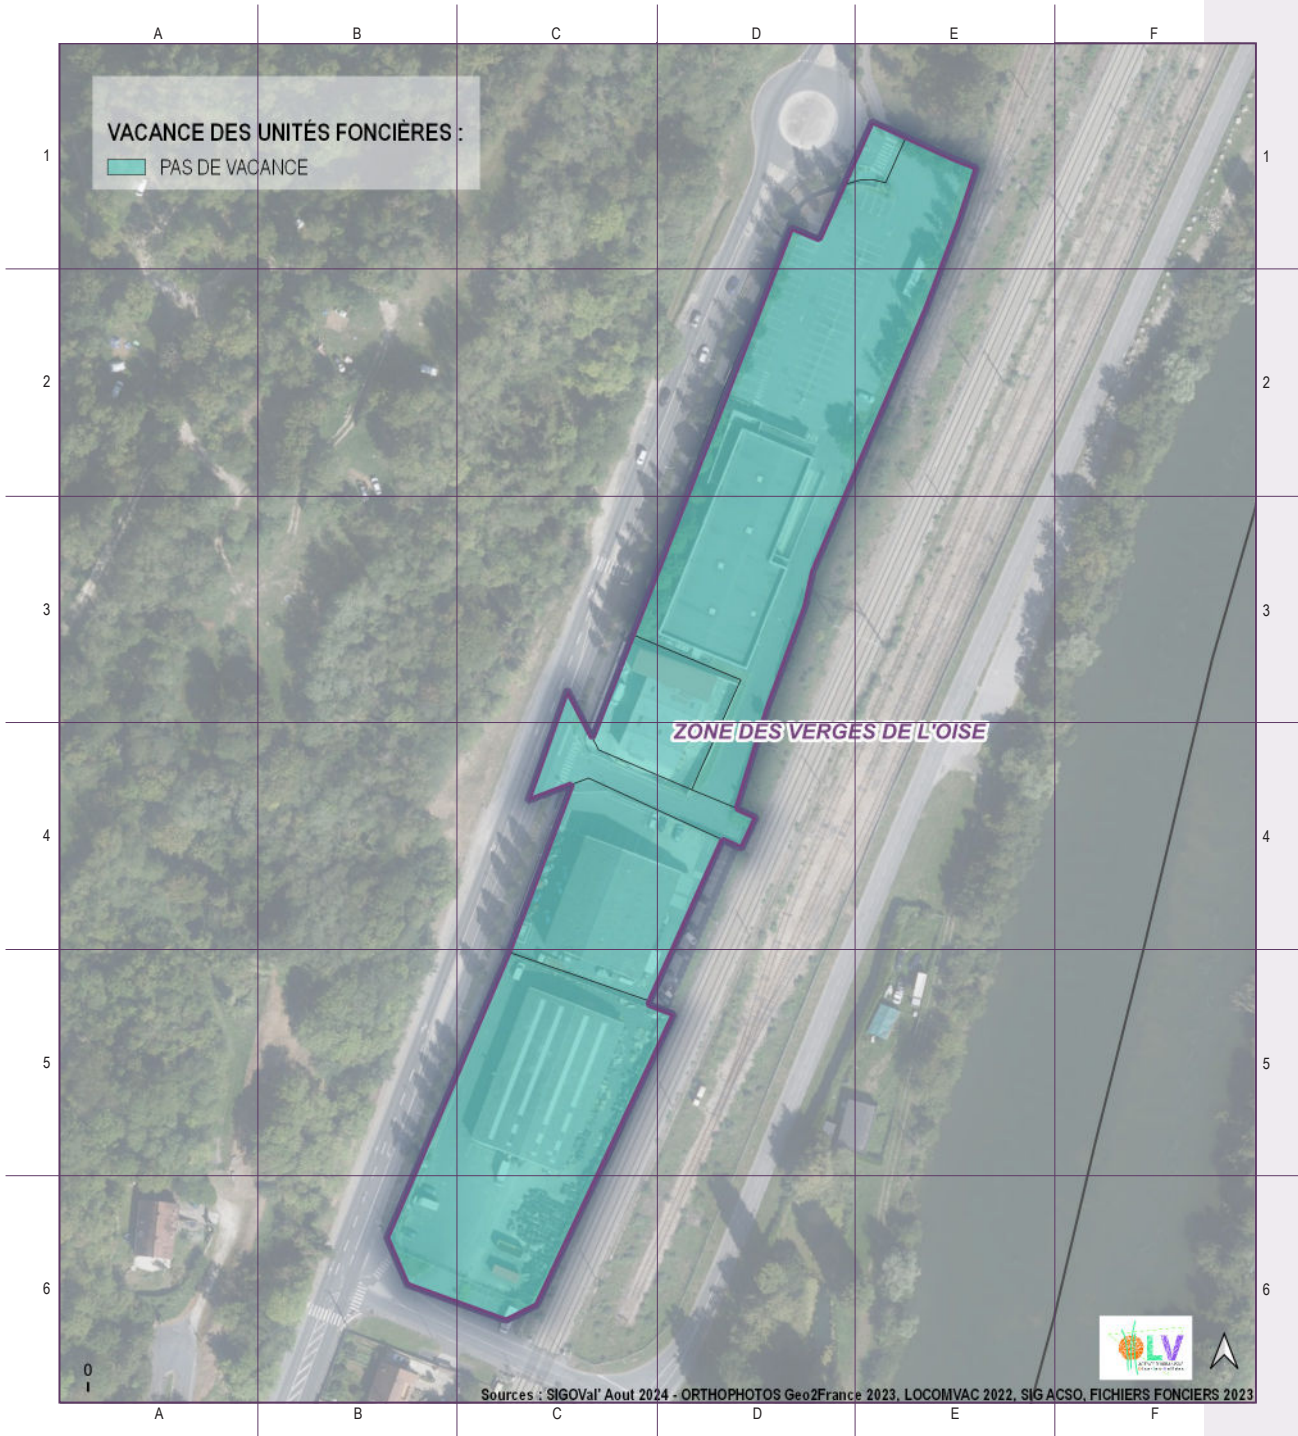 A B C D E F
VACANCE DES UNITÉS FONCIÈRES :
PAS DE VACANCE
1 1
2 2
3 3
ZONE DES VERGES DE L'OISE
4 4
5 5
6 6
LV
0
Sources : SIGOVal' Aout 2024 - ORTHOPHOTOS Geo2France 2023, LOCOMVAC 2022, SIG ACSO, FICHIERS FONCIERS 2023
A B C D E F